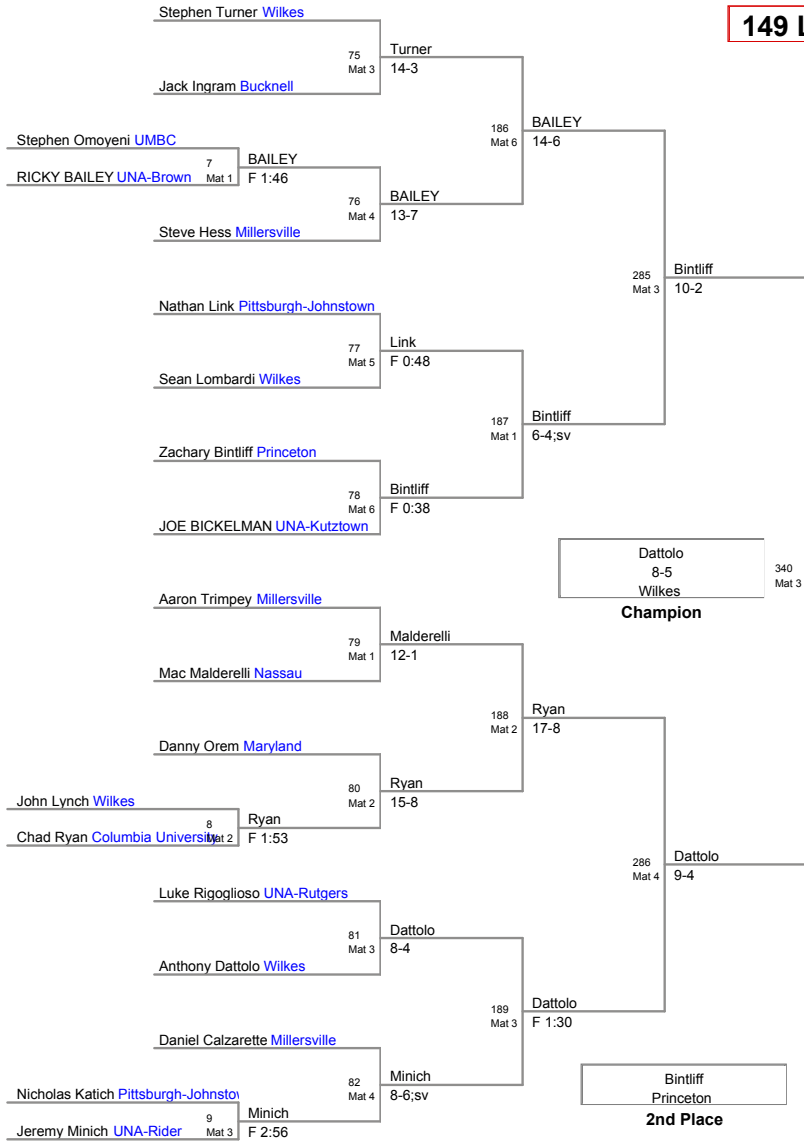 149 L
Stephen Turner Wilkes
75
Mat 3
Turner
14-3
Jack Ingram Bucknell
186
Mat 6
BAILEY
14-6
Stephen Omoyeni UMBC
7
Mat 1
BAILEY
F 1:46
RICKY BAILEY UNA-Brown
76
Mat 4
BAILEY
13-7
Steve Hess Millersville
285
Mat 3
Bintliff
10-2
Nathan Link Pittsburgh-Johnstown
77
Mat 5
Link
F 0:48
Sean Lombardi Wilkes
187
Mat 1
Bintliff
6-4;sv
Zachary Bintliff Princeton
78
Mat 6
Bintliff
F 0:38
JOE BICKELMAN UNA-Kutztown
Dattolo
8-5
Wilkes
340
Mat 3
Champion
Aaron Trimpey Millersville
79
Mat 1
Malderelli
12-1
Mac Malderelli Nassau
188
Mat 2
Ryan
17-8
Danny Orem Maryland
80
Mat 2
Ryan
15-8
John Lynch Wilkes
8
Mat 2
Ryan
F 1:53
Chad Ryan Columbia University
286
Mat 4
Dattolo
9-4
Luke Rigoglioso UNA-Rutgers
81
Mat 3
Dattolo
8-4
Anthony Dattolo Wilkes
189
Mat 3
Dattolo
F 1:30
Daniel Calzarette Millersville
82
Mat 4
Minich
8-6;sv
Nicholas Katich Pittsburgh-Johnstow
9
Mat 3
Minich
F 2:56
Jeremy Minich UNA-Rider
Bintliff
Princeton
2nd Place